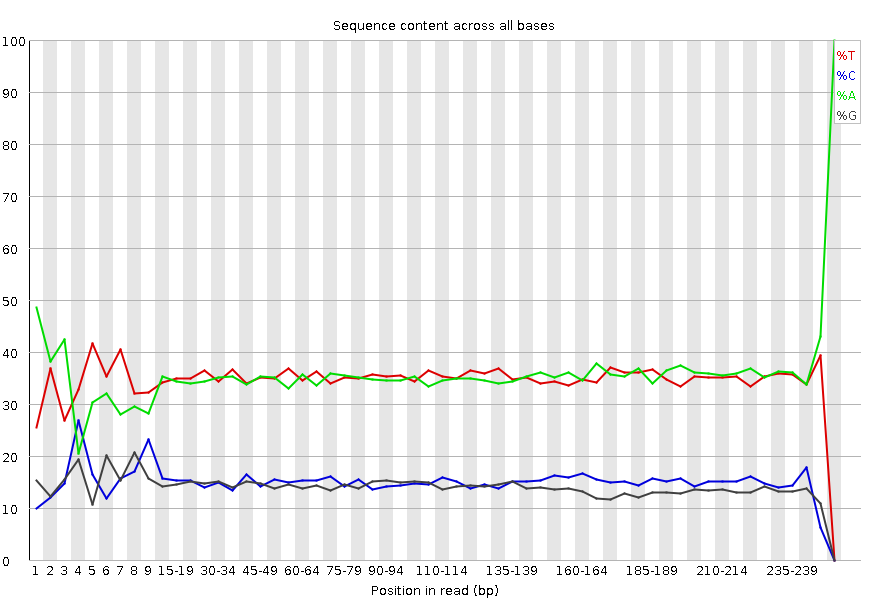 Sequence content across all bases
100
90
80
70
60
50
40
30
20
10
0
%T
%C
%A
%G
1 2 3 4 5 6 7 8 9 15-19 30-34 45-49 60-64 75-79 90-94 110-114 135-139 160-164 185-189 210-214 235-239
Position in read (bp)